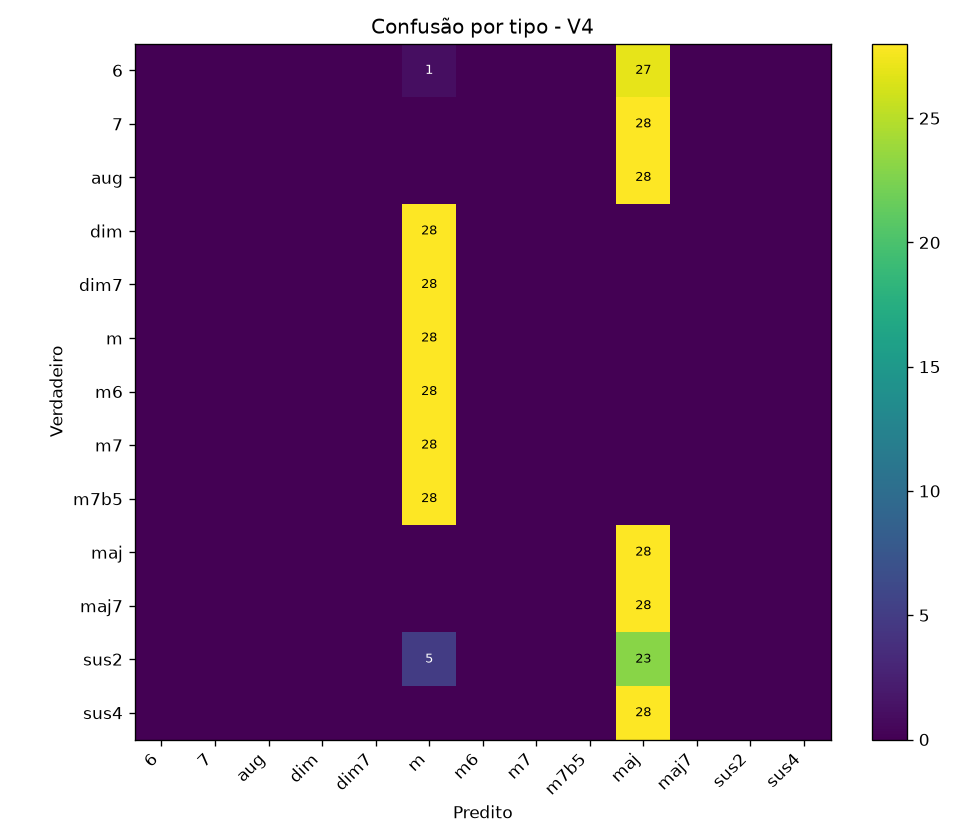 Confusão por tipo - V4
Verdadeiro
6 1 27
7 28
aug 28
dim 28
dim7 28
m 28
m6 28
m7 28
m7b5 28
maj 28
maj7 28
sus2 5 23
sus4 28
6 7 aug dim dim7 m m6 m7 m7b5 maj maj7 sus2 sus4
Predito
25
20
15
10
5
0